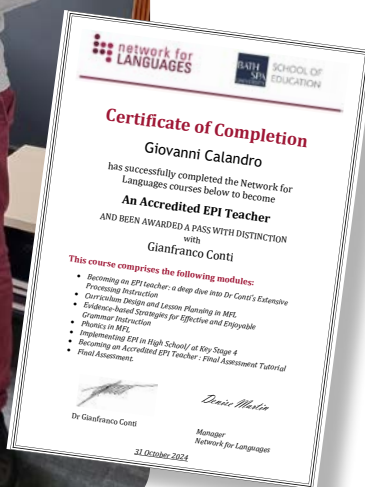 network for
LANGUAGES
BATH
SPA
UNIVERSITY
SCHOOL OF
EDUCATION
Certificate of Completion
Giovanni Calandro
has successfully completed the Network for
Languages courses below to become
An Accredited EPI Teacher
AND BEEN AWARDED A PASS WITH DISTINCTION
with
Gianfranco Conti
This course comprises the following modules:
• Becoming an EPI teacher: a deep dive into Dr Conti's Extensive
Processing Instruction
• Curriculum Design and Lesson Planning in MFL
• Evidence-based Strategies for Effective and Enjoyable
Grammar Instruction
• Phonics in MFL
• Implementing EPI in High School/ at Key Stage 4
• Becoming an Accredited EPI Teacher : Final Assessment Tutorial
• Final Assessment.
Denise Martin
Dr Gianfranco Conti
Manager
Network for Languages
31 October 2024